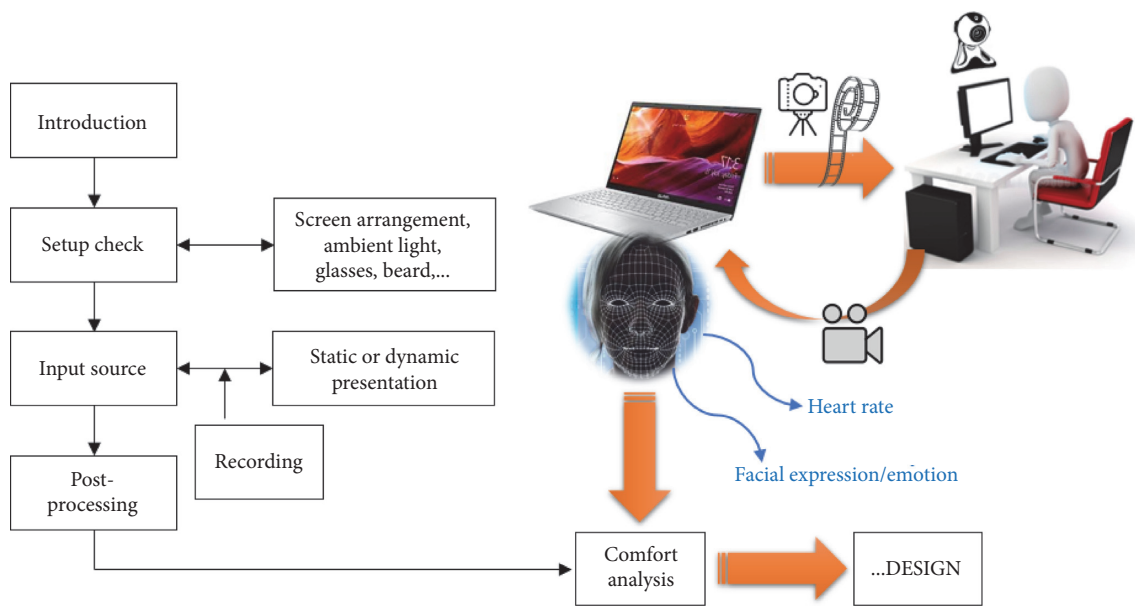 Introduction
Setup check
Screen arrangement,
ambient light,
glasses, beard,...
Input source
Static or dynamic
presentation
Recording
Post-
processing
Heart rate
Facial expression/emotion
Comfort
analysis
...DESIGN